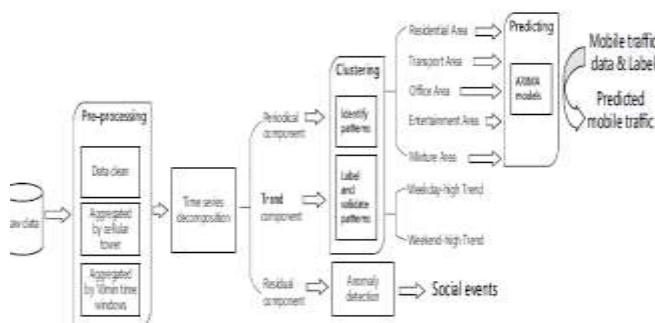 Pre-processing
Data clean
Aggregated
by cellular
tower
Aggregated
by 10min time
windows
aw data
Time series
decomposition
Periodical
component
Trend
component
Residual
component
Clustering
Identify
patterns
Label
and
validate
patterns
Anomaly
detection
Social events
Residential Area
Transport Area
Office Area
Entertainment Area
Mixture Area
Weekday-high Trend
Weekend-high Trend
Predicting
ARIMA
models
Mobile traffic
data & Label
Predicted
mobile traffic